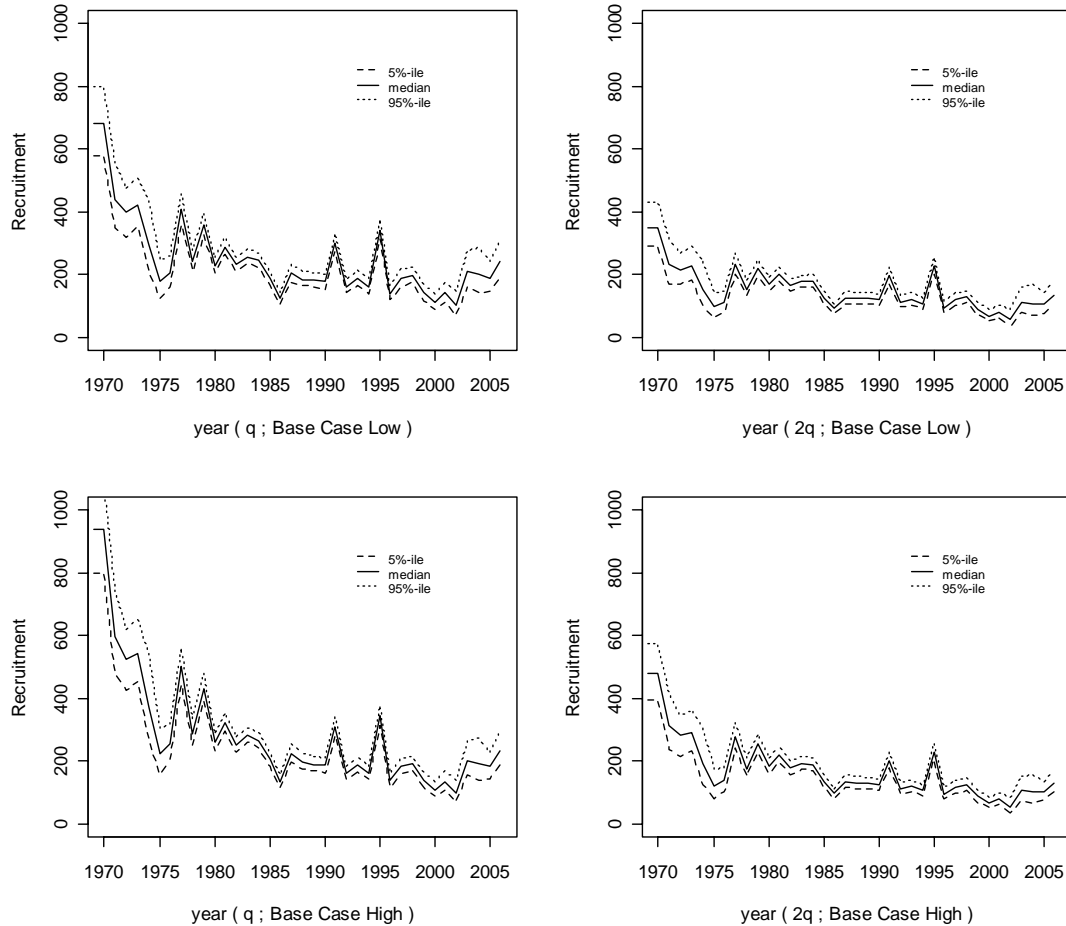 1000
800
600
400
200
0
Recruitment
5%-ile
median
95%-ile
1970 1975 1980 1985 1990 1995 2000 2005
year ( q ; Base Case Low )
1000
800
600
400
200
0
Recruitment
5%-ile
median
95%-ile
1970 1975 1980 1985 1990 1995 2000 2005
year ( 2q ; Base Case Low )
1000
800
600
400
200
0
Recruitment
5%-ile
median
95%-ile
1970 1975 1980 1985 1990 1995 2000 2005
year ( q ; Base Case High )
1000
800
600
400
200
0
Recruitment
5%-ile
median
95%-ile
1970 1975 1980 1985 1990 1995 2000 2005
year ( 2q ; Base Case High )